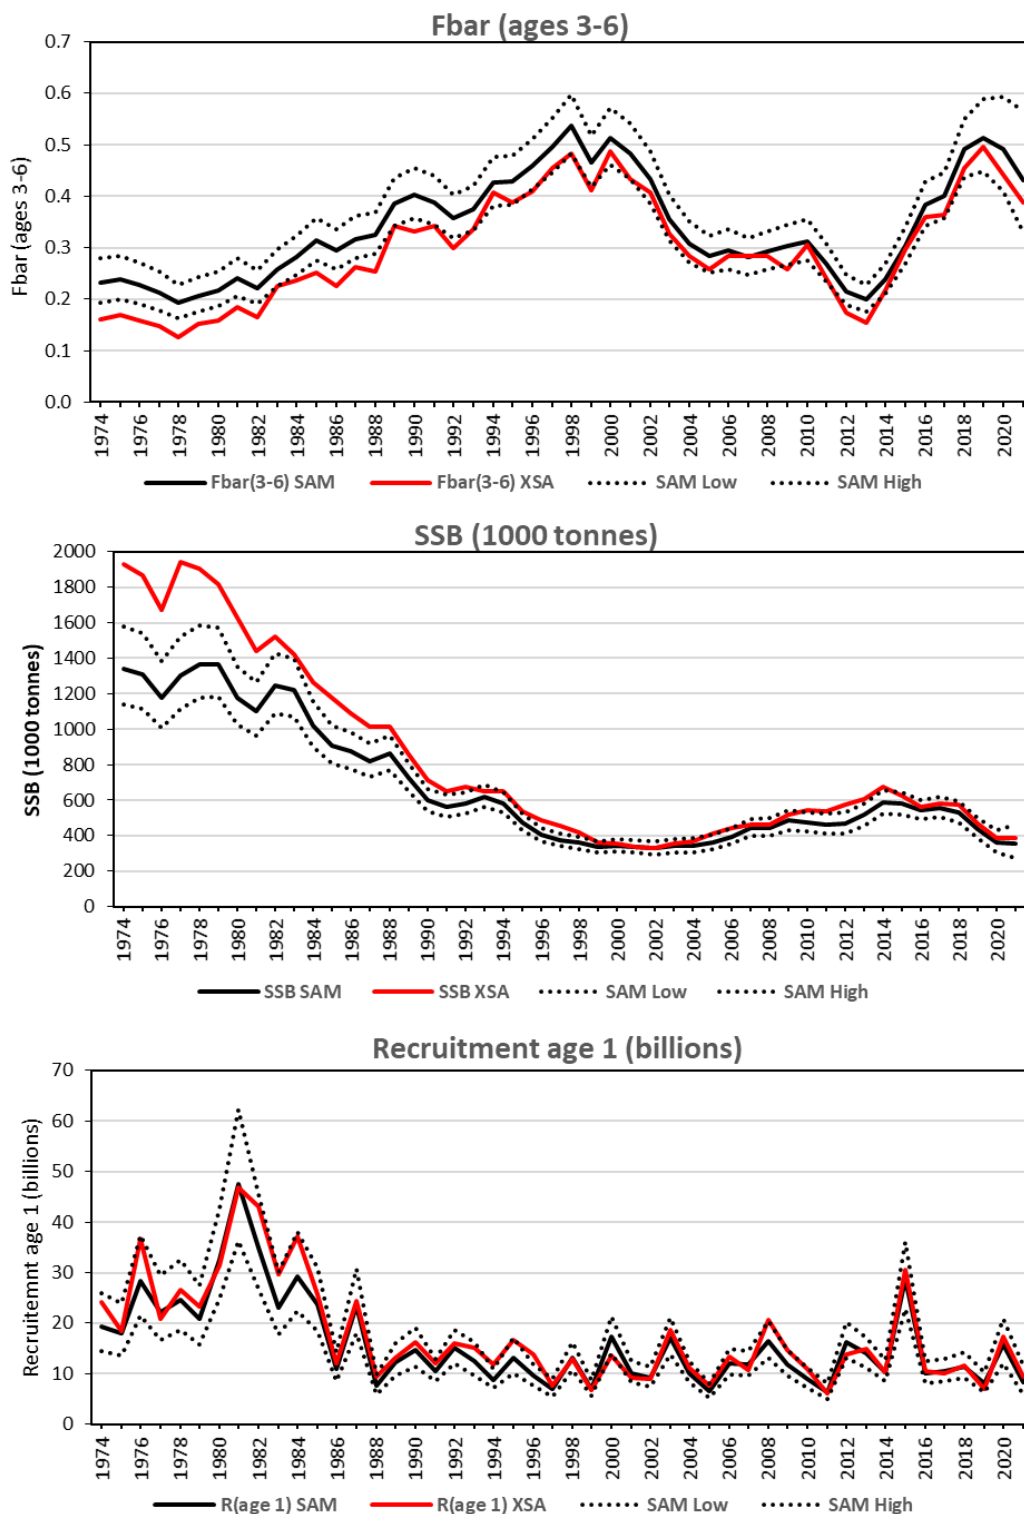 Fbar (ages 3-6)
0.7
0.6
0.5
0.4
0.3
0.2
0.1
0.0
Fbar (ages 3-6)
1974 1976 1978 1980 1982 1984 1986 1988 1990 1992 1994 1996 1998 2000 2002 2004 2006 2008 2010 2012 2014 2016 2018 2020
Fbar(3-6) SAM Fbar(3-6) XSA SAM Low SAM High
SSB (1000 tonnes)
2000
1800
1600
1400
1200
1000
800
600
400
200
0
SSB (1000 tonnes)
1974 1976 1978 1980 1982 1984 1986 1988 1990 1992 1994 1996 1998 2000 2002 2004 2006 2008 2010 2012 2014 2016 2018 2020
SSB SAM SSB XSA SAM Low SAM High
Recruitment age 1 (billions)
70
60
50
40
30
20
10
0
Recruitemnt age 1 (billions)
1974 1976 1978 1980 1982 1984 1986 1988 1990 1992 1994 1996 1998 2000 2002 2004 2006 2008 2010 2012 2014 2016 2018 2020
R(age 1) SAM R(age 1) XSA SAM Low SAM High